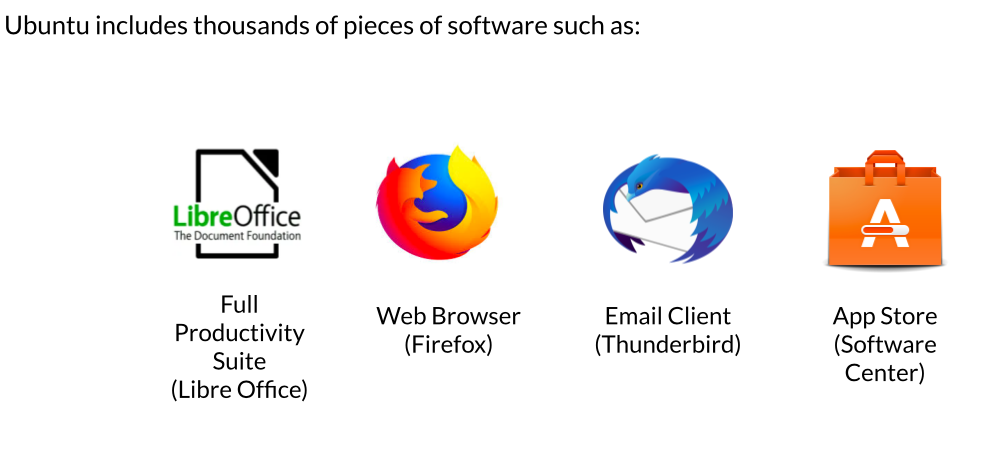 Ubuntu includes thousands of pieces of software such as:
LibreOffice
The Document Foundation
Full
Productivity
Suite
(Libre Office)
Web Browser
(Firefox)
Email Client
(Thunderbird)
A
App Store
(Software
Center)